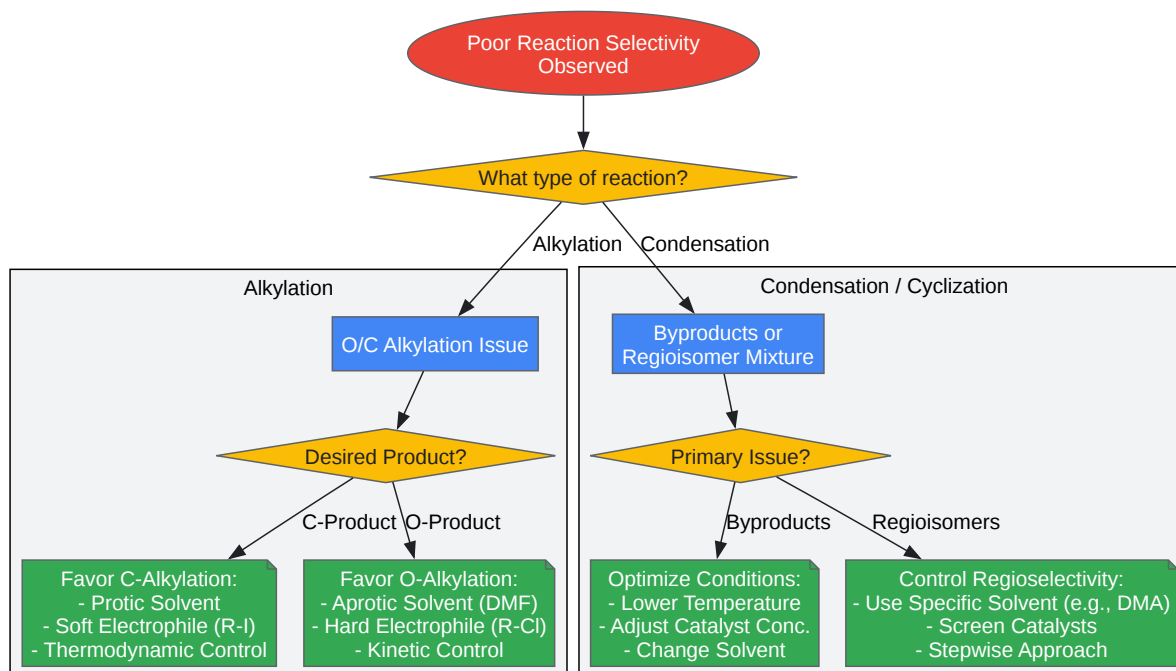 Poor Reaction Selectivity
Observed
What type of reaction?
Alkylation
Condensation
Alkylation
O/C Alkylation Issue
Desired Product?
C-Product
O-Product
Favor C-Alkylation:
- Protic Solvent
- Soft Electrophile (R-I)
- Thermodynamic Control
Favor O-Alkylation:
- Aprotic Solvent (DMF)
- Hard Electrophile (R-Cl)
- Kinetic Control
Condensation / Cyclization
Byproducts or
Regioisomer Mixture
Primary Issue?
Byproducts
Regioisomers
Optimize Conditions:
- Lower Temperature
- Adjust Catalyst Conc.
- Change Solvent
Control Regioselectivity:
- Use Specific Solvent (e.g., DMA)
- Screen Catalysts
- Stepwise Approach